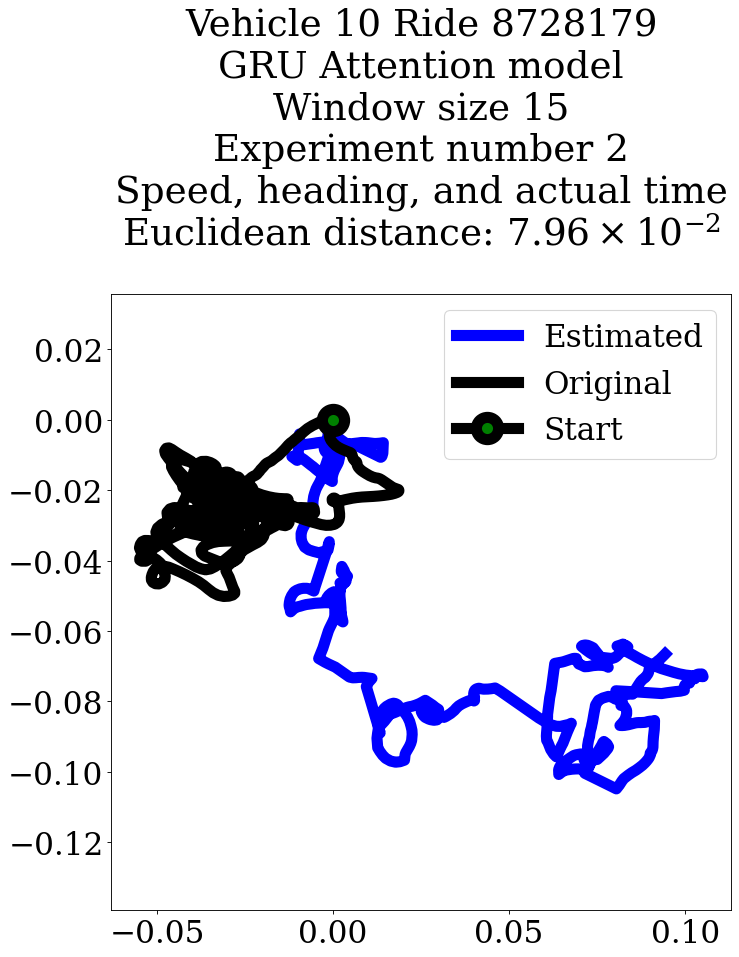 Vehicle 10 Ride 8728179
GRU Attention model
Window size 15
Experiment number 2
Speed, heading, and actual time
Euclidean distance: 7.96 × 10⁻²
Estimated
Original
Start
0.02
0.00
−0.02
−0.04
−0.06
−0.08
−0.10
−0.12
−0.05
0.00
0.05
0.10